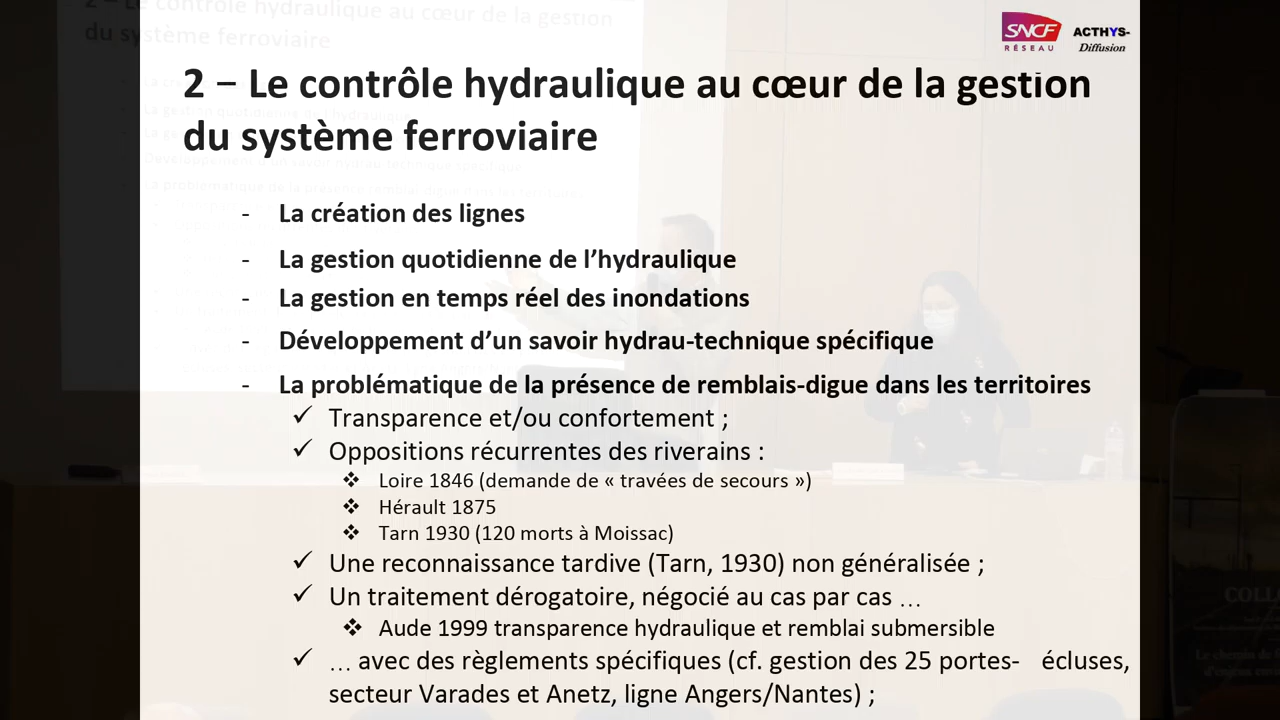 SNCF
RÉSEAU
ACTHYS-
Diffusion
2 – Le contrôle hydraulique au cœur de la gestion
du système ferroviaire
- La création des lignes
- La gestion quotidienne de l’hydraulique
- La gestion en temps réel des inondations
- Développement d’un savoir hydrau-technique spécifique
- La problématique de la présence de remblais-digue dans les territoires
✓ Transparence et/ou confortement ;
✓ Oppositions récurrentes des riverains :
❖ Loire 1846 (demande de « travées de secours »)
❖ Hérault 1875
❖ Tarn 1930 (120 morts à Moissac)
✓ Une reconnaissance tardive (Tarn, 1930) non généralisée ;
✓ Un traitement dérogatoire, négocié au cas par cas …
❖ Aude 1999 transparence hydraulique et remblai submersible
✓ … avec des règlements spécifiques (cf. gestion des 25 portes- écluses,
secteur Varades et Anetz, ligne Angers/Nantes) ;
2 – Le contrôle hydraulique au cœur de la gestion
du système ferroviaire
COLL
Le chemin de